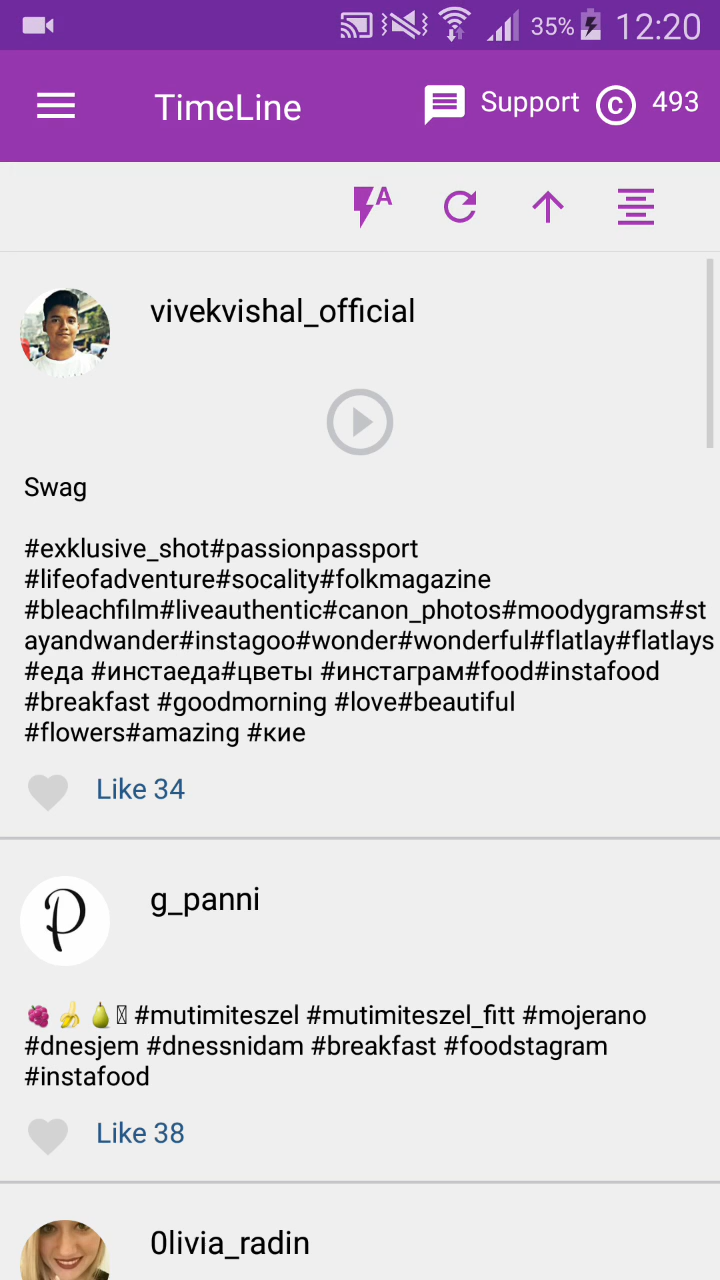 35% 12:20
TimeLine Support C 493
A
vivekvishal_official
Swag
#exklusive_shot#passionpassport
#lifeofadventure#socality#folkmagazine
#bleachfilm#liveauthentic#canon_photos#moodygrams#st
ayandwander#instagoo#wonder#wonderful#flatlay#flatlays
#еда #инстаеда#цветы #инстаграм#food#instafood
#breakfast #goodmorning #love#beautiful
#flowers#amazing #кие
Like 34
P
g_panni
🍇🍌🍐 #mutimiteszel #mutimiteszel_fitt #mojerano
#dnesjem #dnessnidam #breakfast #foodstagram
#instafood
Like 38
0livia_radin